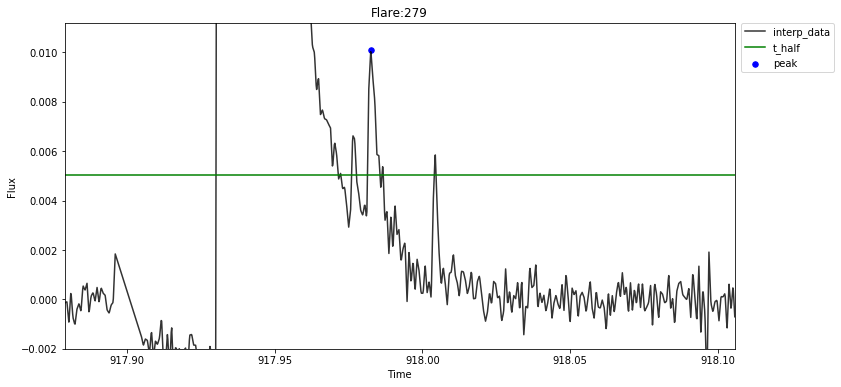 Flare:279
interp_data
t_half
peak
0.010
0.008
0.006
0.004
0.002
0.000
−0.002
Flux
917.90
917.95
918.00
918.05
918.10
Time